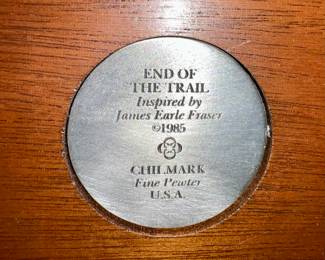 END OF
THE TRAIL
Inspired by
James Earle Fraser
©1985
CHILMARK
Fine Pewter
U.S.A.